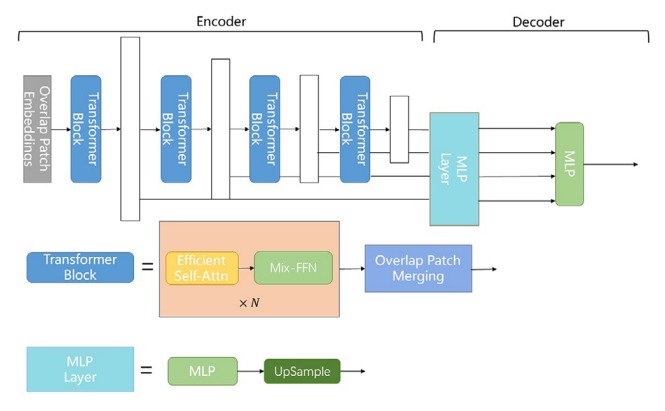 Encoder
Decoder
Overlap Patch
Embeddings
Transformer
Block
Transformer
Block
Transformer
Block
Transformer
Block
MLP
Layer
MLP
Transformer
Block
=
Efficient
Self-Attn
Mix-FFN
× N
Overlap Patch
Merging
MLP
Layer
=
MLP
UpSample